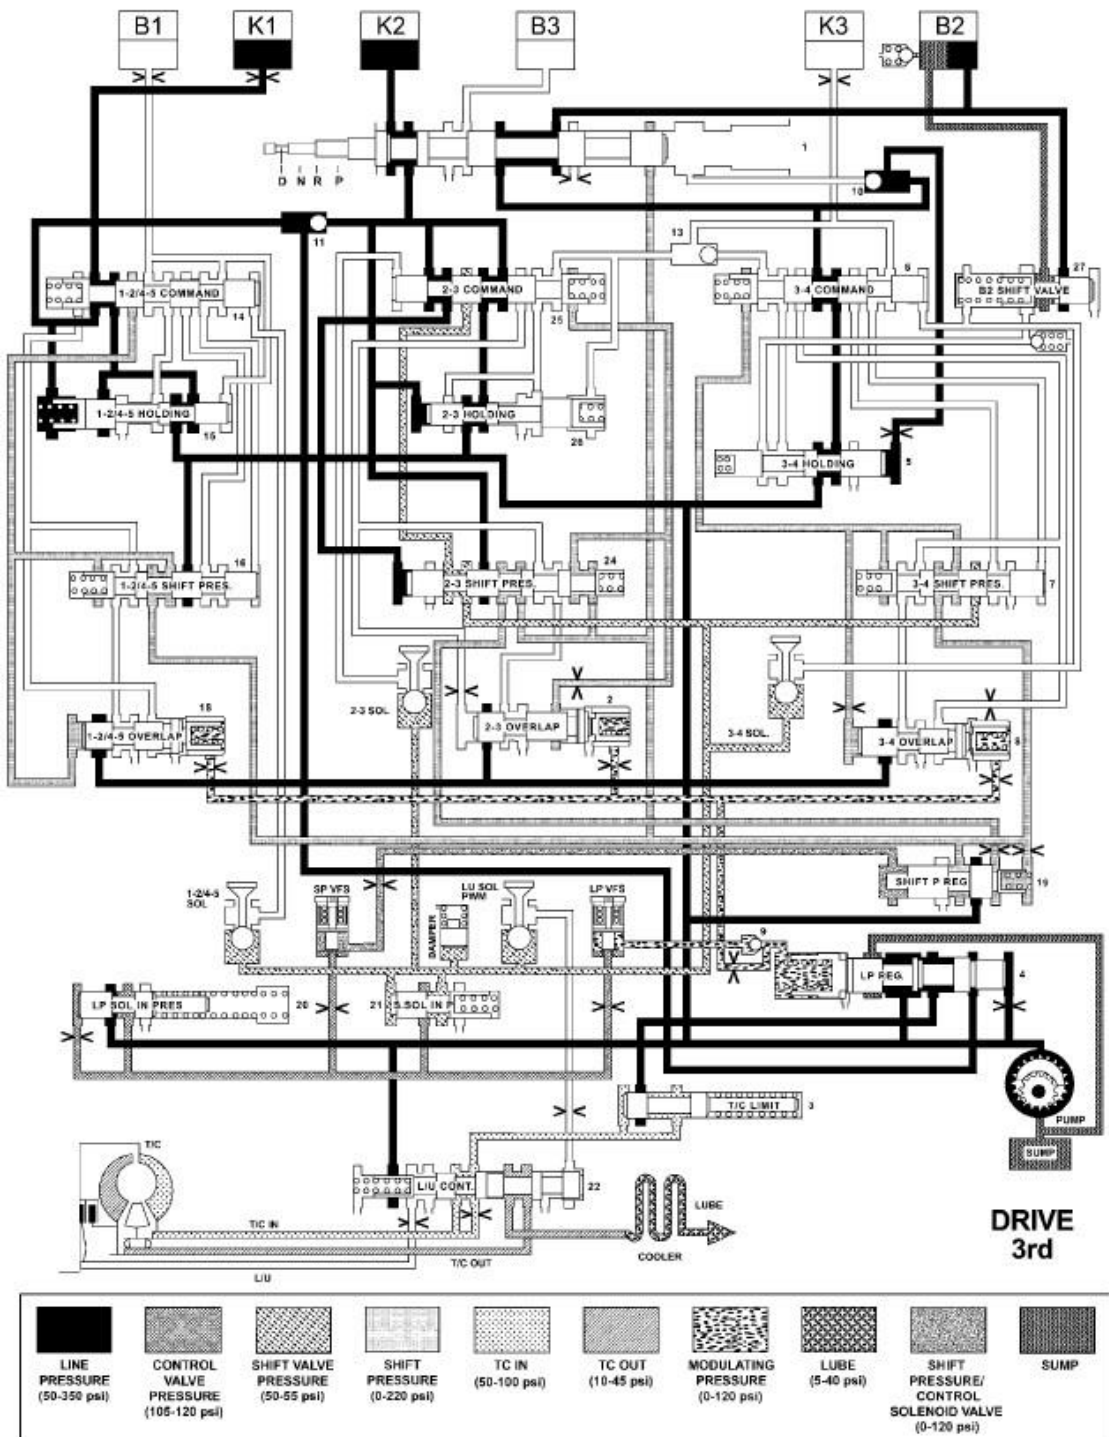 B1 K1 K2 B3 K3 B2
1
D N R P
10
11
13
1-2/4-5 COMMAND
14
2-3 COMMAND
25
6
3-4 COMMAND
27
B2 SHIFT VALVE
1-2/4-5 HOLDING
15
2-3 HOLDING
26
3-4 HOLDING
5
16
1-2/4-5 SHIFT PRES.
24
2-3 SHIFT PRES.
3-4 SHIFT PRES.
7
2-3 SOL
3-4 SOL.
18
1-2/4-5 OVERLAP
2
2-3 OVERLAP
3-4 OVERLAP
8
SHIFT P REG
19
1-2/4-5
SOL
SP VFS
DAMPER
LU SOL
PWM
LP VFS
9
LP REG.
4
LP SOL IN PRES
20
21
S.SOL IN P
PUMP
SUMP
T/C LIMIT
3
T/C
L/U CONT.
22
T/C IN
T/C OUT
L/U
LUBE
COOLER
DRIVE
3rd
LINE
PRESSURE
(50-350 psi)
CONTROL
VALVE
PRESSURE
(105-120 psi)
SHIFT VALVE
PRESSURE
(50-55 psi)
SHIFT
PRESSURE
(0-220 psi)
TC IN
(50-100 psi)
TC OUT
(10-45 psi)
MODULATING
PRESSURE
(0-120 psi)
LUBE
(5-40 psi)
SHIFT
PRESSURE/
CONTROL
SOLENOID VALVE
(0-120 psi)
SUMP